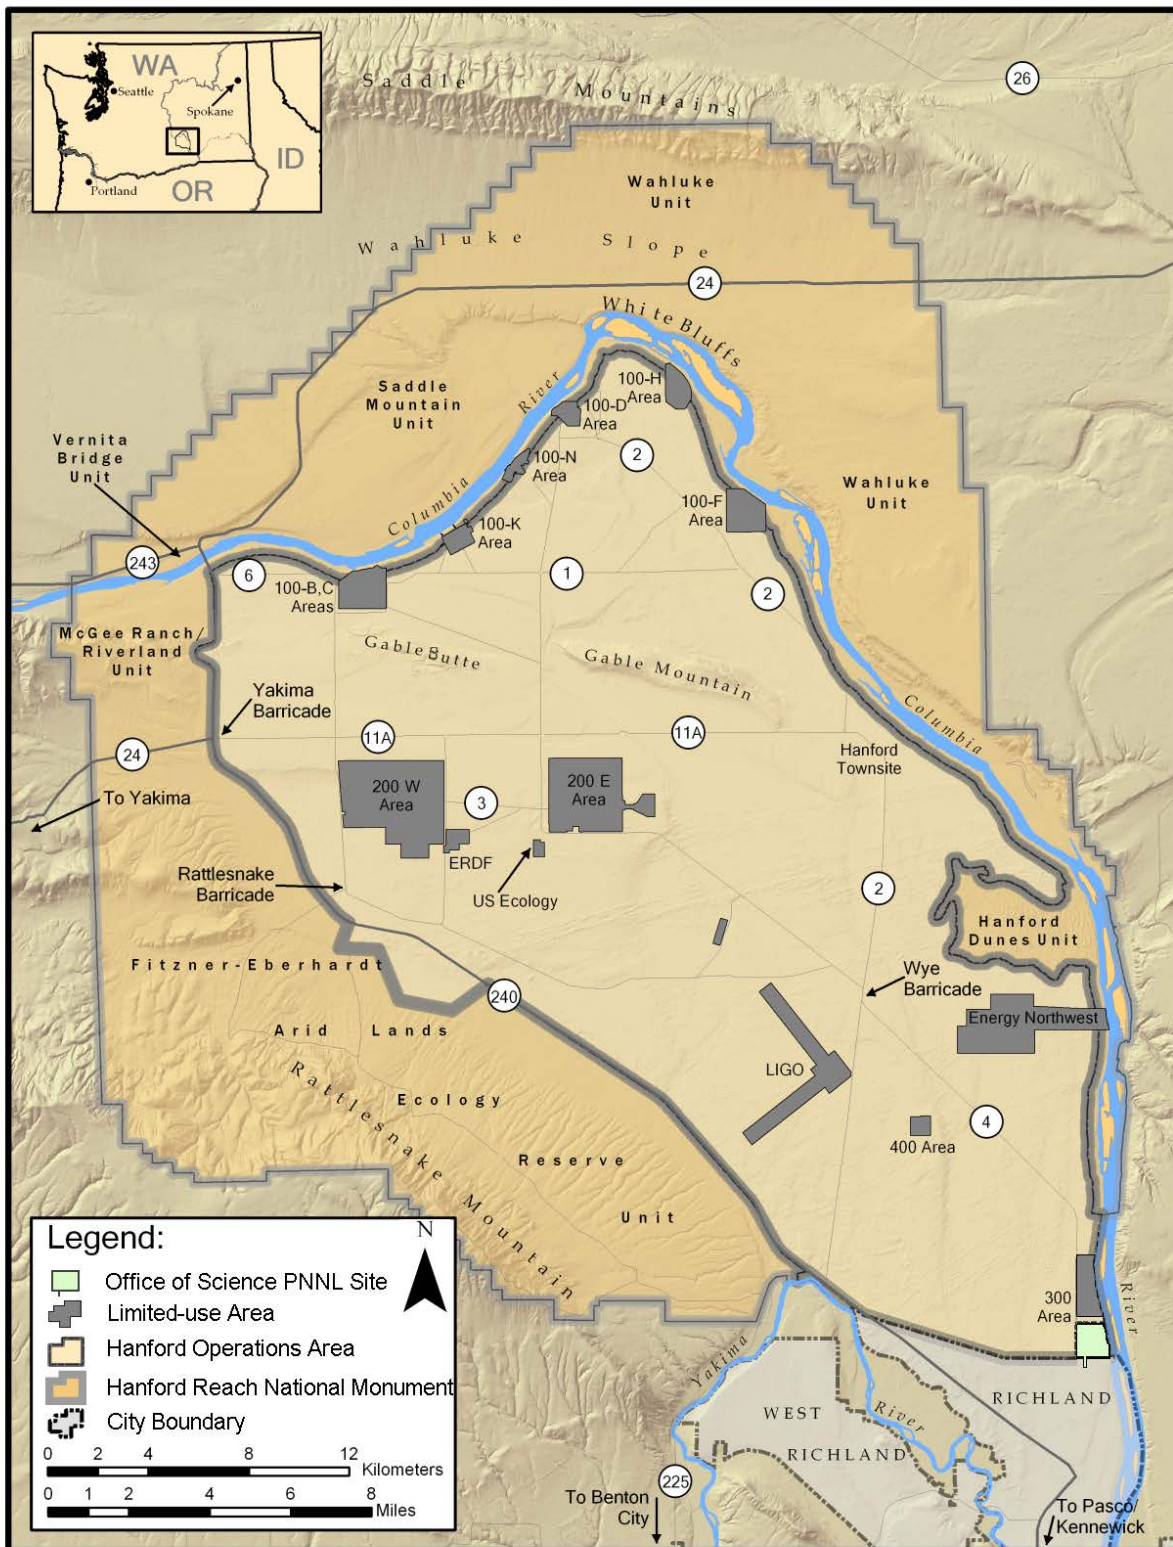 WA
Seattle
Spokane
ID
Portland
OR
Saddle Mountains
26
Wahluke
Unit
Wahluke Slope
24
White Bluffs
Saddle
Mountain
Unit
River
100-H
Area
100-D
Area
2
Vernita
Bridge
Unit
100-N
Area
Columbia
Wahluke
Unit
100-F
Area
100-K
Area
243
6
1
2
100-B,C
Areas
McGee Ranch/
Riverland
Unit
Gable Butte
Gable Mountain
Yakima
Barricade
Columbia
11A
11A
24
Hanford
Townsite
To Yakima
200 W
Area
3
200 E
Area
ERDF
Rattlesnake
Barricade
US Ecology
2
Hanford
Dunes Unit
Fitzner-Eberhardt
Wye
Barricade
240
Arid Lands
Energy Northwest
LIGO
Rattlesnake Mountain
Ecology
4
400 Area
Reserve
Unit
Legend:
N
Office of Science PNNL Site
Limited-use Area
Hanford Operations Area
Hanford Reach National Monument
City Boundary
0 2 4 8 12
Kilometers
0 1 2 4 6 8
Miles
300
Area
River
Yakima
River
RICHLAND
WEST
RICHLAND
225
To Benton
City
To Pasco/
Kennewick